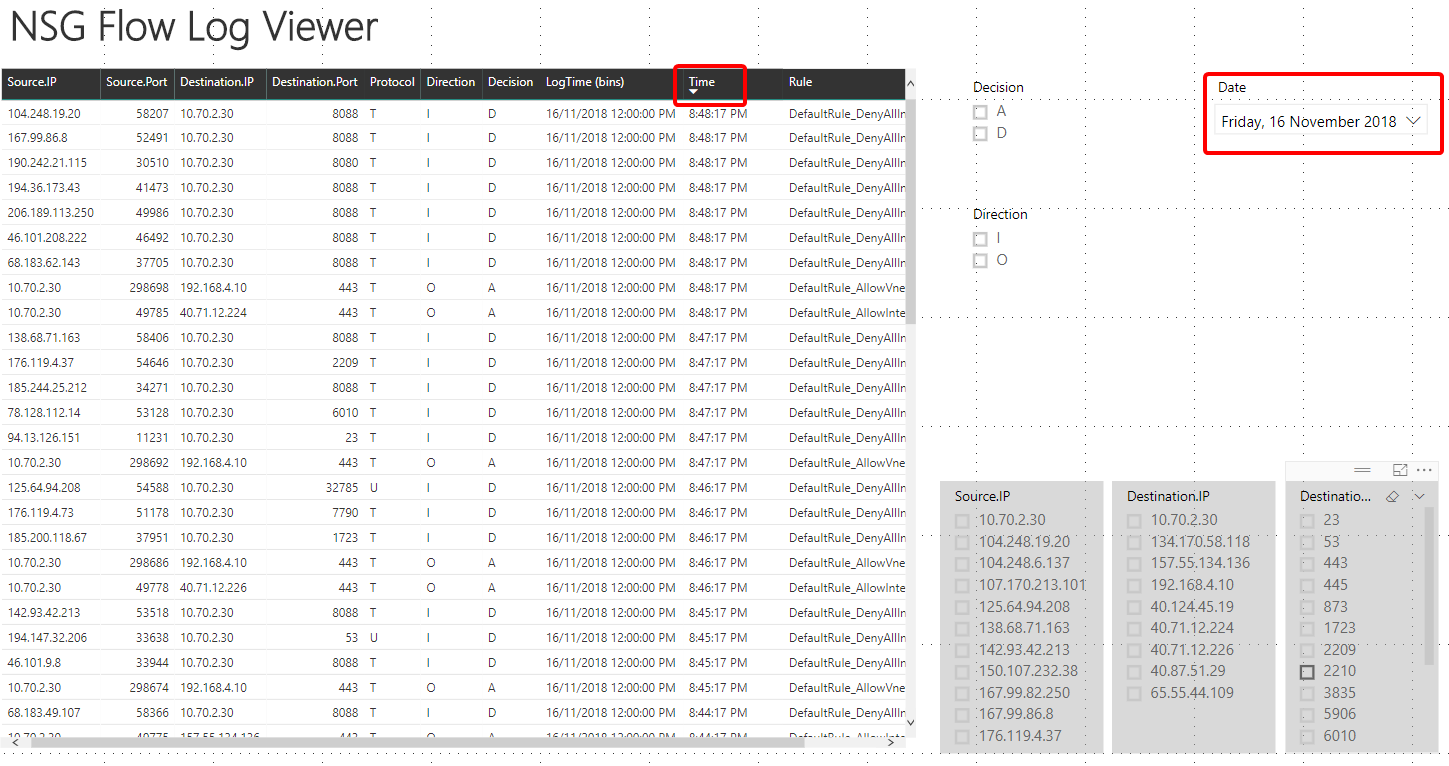 NSG Flow Log Viewer
Source.IP Source.Port Destination.IP Destination.Port Protocol Direction Decision LogTime (bins) Time Rule
104.248.19.20 58207 10.70.2.30 8088 T I D 16/11/2018 12:00:00 PM 8:48:17 PM DefaultRule_DenyAllIn
167.99.86.8 52491 10.70.2.30 8088 T I D 16/11/2018 12:00:00 PM 8:48:17 PM DefaultRule_DenyAllIn
190.242.21.115 30510 10.70.2.30 8080 T I D 16/11/2018 12:00:00 PM 8:48:17 PM DefaultRule_DenyAllIn
194.36.173.43 41473 10.70.2.30 8088 T I D 16/11/2018 12:00:00 PM 8:48:17 PM DefaultRule_DenyAllIn
206.189.113.250 49986 10.70.2.30 8088 T I D 16/11/2018 12:00:00 PM 8:48:17 PM DefaultRule_DenyAllIn
46.101.208.222 46492 10.70.2.30 8088 T I D 16/11/2018 12:00:00 PM 8:48:17 PM DefaultRule_DenyAllIn
68.183.62.143 37705 10.70.2.30 8088 T I D 16/11/2018 12:00:00 PM 8:48:17 PM DefaultRule_DenyAllIn
10.70.2.30 298698 192.168.4.10 443 T O A 16/11/2018 12:00:00 PM 8:48:17 PM DefaultRule_AllowVne
10.70.2.30 49785 40.71.12.224 443 T O A 16/11/2018 12:00:00 PM 8:48:17 PM DefaultRule_AllowInte
138.68.71.163 58406 10.70.2.30 8088 T I D 16/11/2018 12:00:00 PM 8:47:17 PM DefaultRule_DenyAllIn
176.119.4.37 54646 10.70.2.30 2209 T I D 16/11/2018 12:00:00 PM 8:47:17 PM DefaultRule_DenyAllIn
185.244.25.212 34271 10.70.2.30 8088 T I D 16/11/2018 12:00:00 PM 8:47:17 PM DefaultRule_DenyAllIn
78.128.112.14 53128 10.70.2.30 6010 T I D 16/11/2018 12:00:00 PM 8:47:17 PM DefaultRule_DenyAllIn
94.13.126.151 11231 10.70.2.30 23 T I D 16/11/2018 12:00:00 PM 8:47:17 PM DefaultRule_DenyAllIn
10.70.2.30 298692 192.168.4.10 443 T O A 16/11/2018 12:00:00 PM 8:47:17 PM DefaultRule_AllowVne
125.64.94.208 54588 10.70.2.30 32785 U I D 16/11/2018 12:00:00 PM 8:46:17 PM DefaultRule_DenyAllIn
176.119.4.73 51178 10.70.2.30 7790 T I D 16/11/2018 12:00:00 PM 8:46:17 PM DefaultRule_DenyAllIn
185.200.118.67 37951 10.70.2.30 1723 T I D 16/11/2018 12:00:00 PM 8:46:17 PM DefaultRule_DenyAllIn
10.70.2.30 298686 192.168.4.10 443 T O A 16/11/2018 12:00:00 PM 8:46:17 PM DefaultRule_AllowVne
10.70.2.30 49778 40.71.12.226 443 T O A 16/11/2018 12:00:00 PM 8:46:17 PM DefaultRule_AllowInte
142.93.42.213 53518 10.70.2.30 8088 T I D 16/11/2018 12:00:00 PM 8:45:17 PM DefaultRule_DenyAllIn
194.147.32.206 33638 10.70.2.30 53 U I D 16/11/2018 12:00:00 PM 8:45:17 PM DefaultRule_DenyAllIn
46.101.9.8 33944 10.70.2.30 8088 T I D 16/11/2018 12:00:00 PM 8:45:17 PM DefaultRule_DenyAllIn
10.70.2.30 298674 192.168.4.10 443 T O A 16/11/2018 12:00:00 PM 8:45:17 PM DefaultRule_AllowVne
68.183.49.107 58366 10.70.2.30 8088 T I D 16/11/2018 12:00:00 PM 8:44:17 PM DefaultRule_DenyAllIn
Decision
A
D
Date
Friday, 16 November 2018
Direction
I
O
Source.IP
10.70.2.30
104.248.19.20
104.248.6.137
107.170.213.101
125.64.94.208
138.68.71.163
142.93.42.213
150.107.232.38
167.99.82.250
167.99.86.8
176.119.4.37
Destination.IP
10.70.2.30
134.170.58.118
157.55.134.136
192.168.4.10
40.124.45.19
40.71.12.224
40.71.12.226
40.87.51.29
65.55.44.109
Destinatio...
23
53
443
445
873
1723
2209
2210
3835
5906
6010